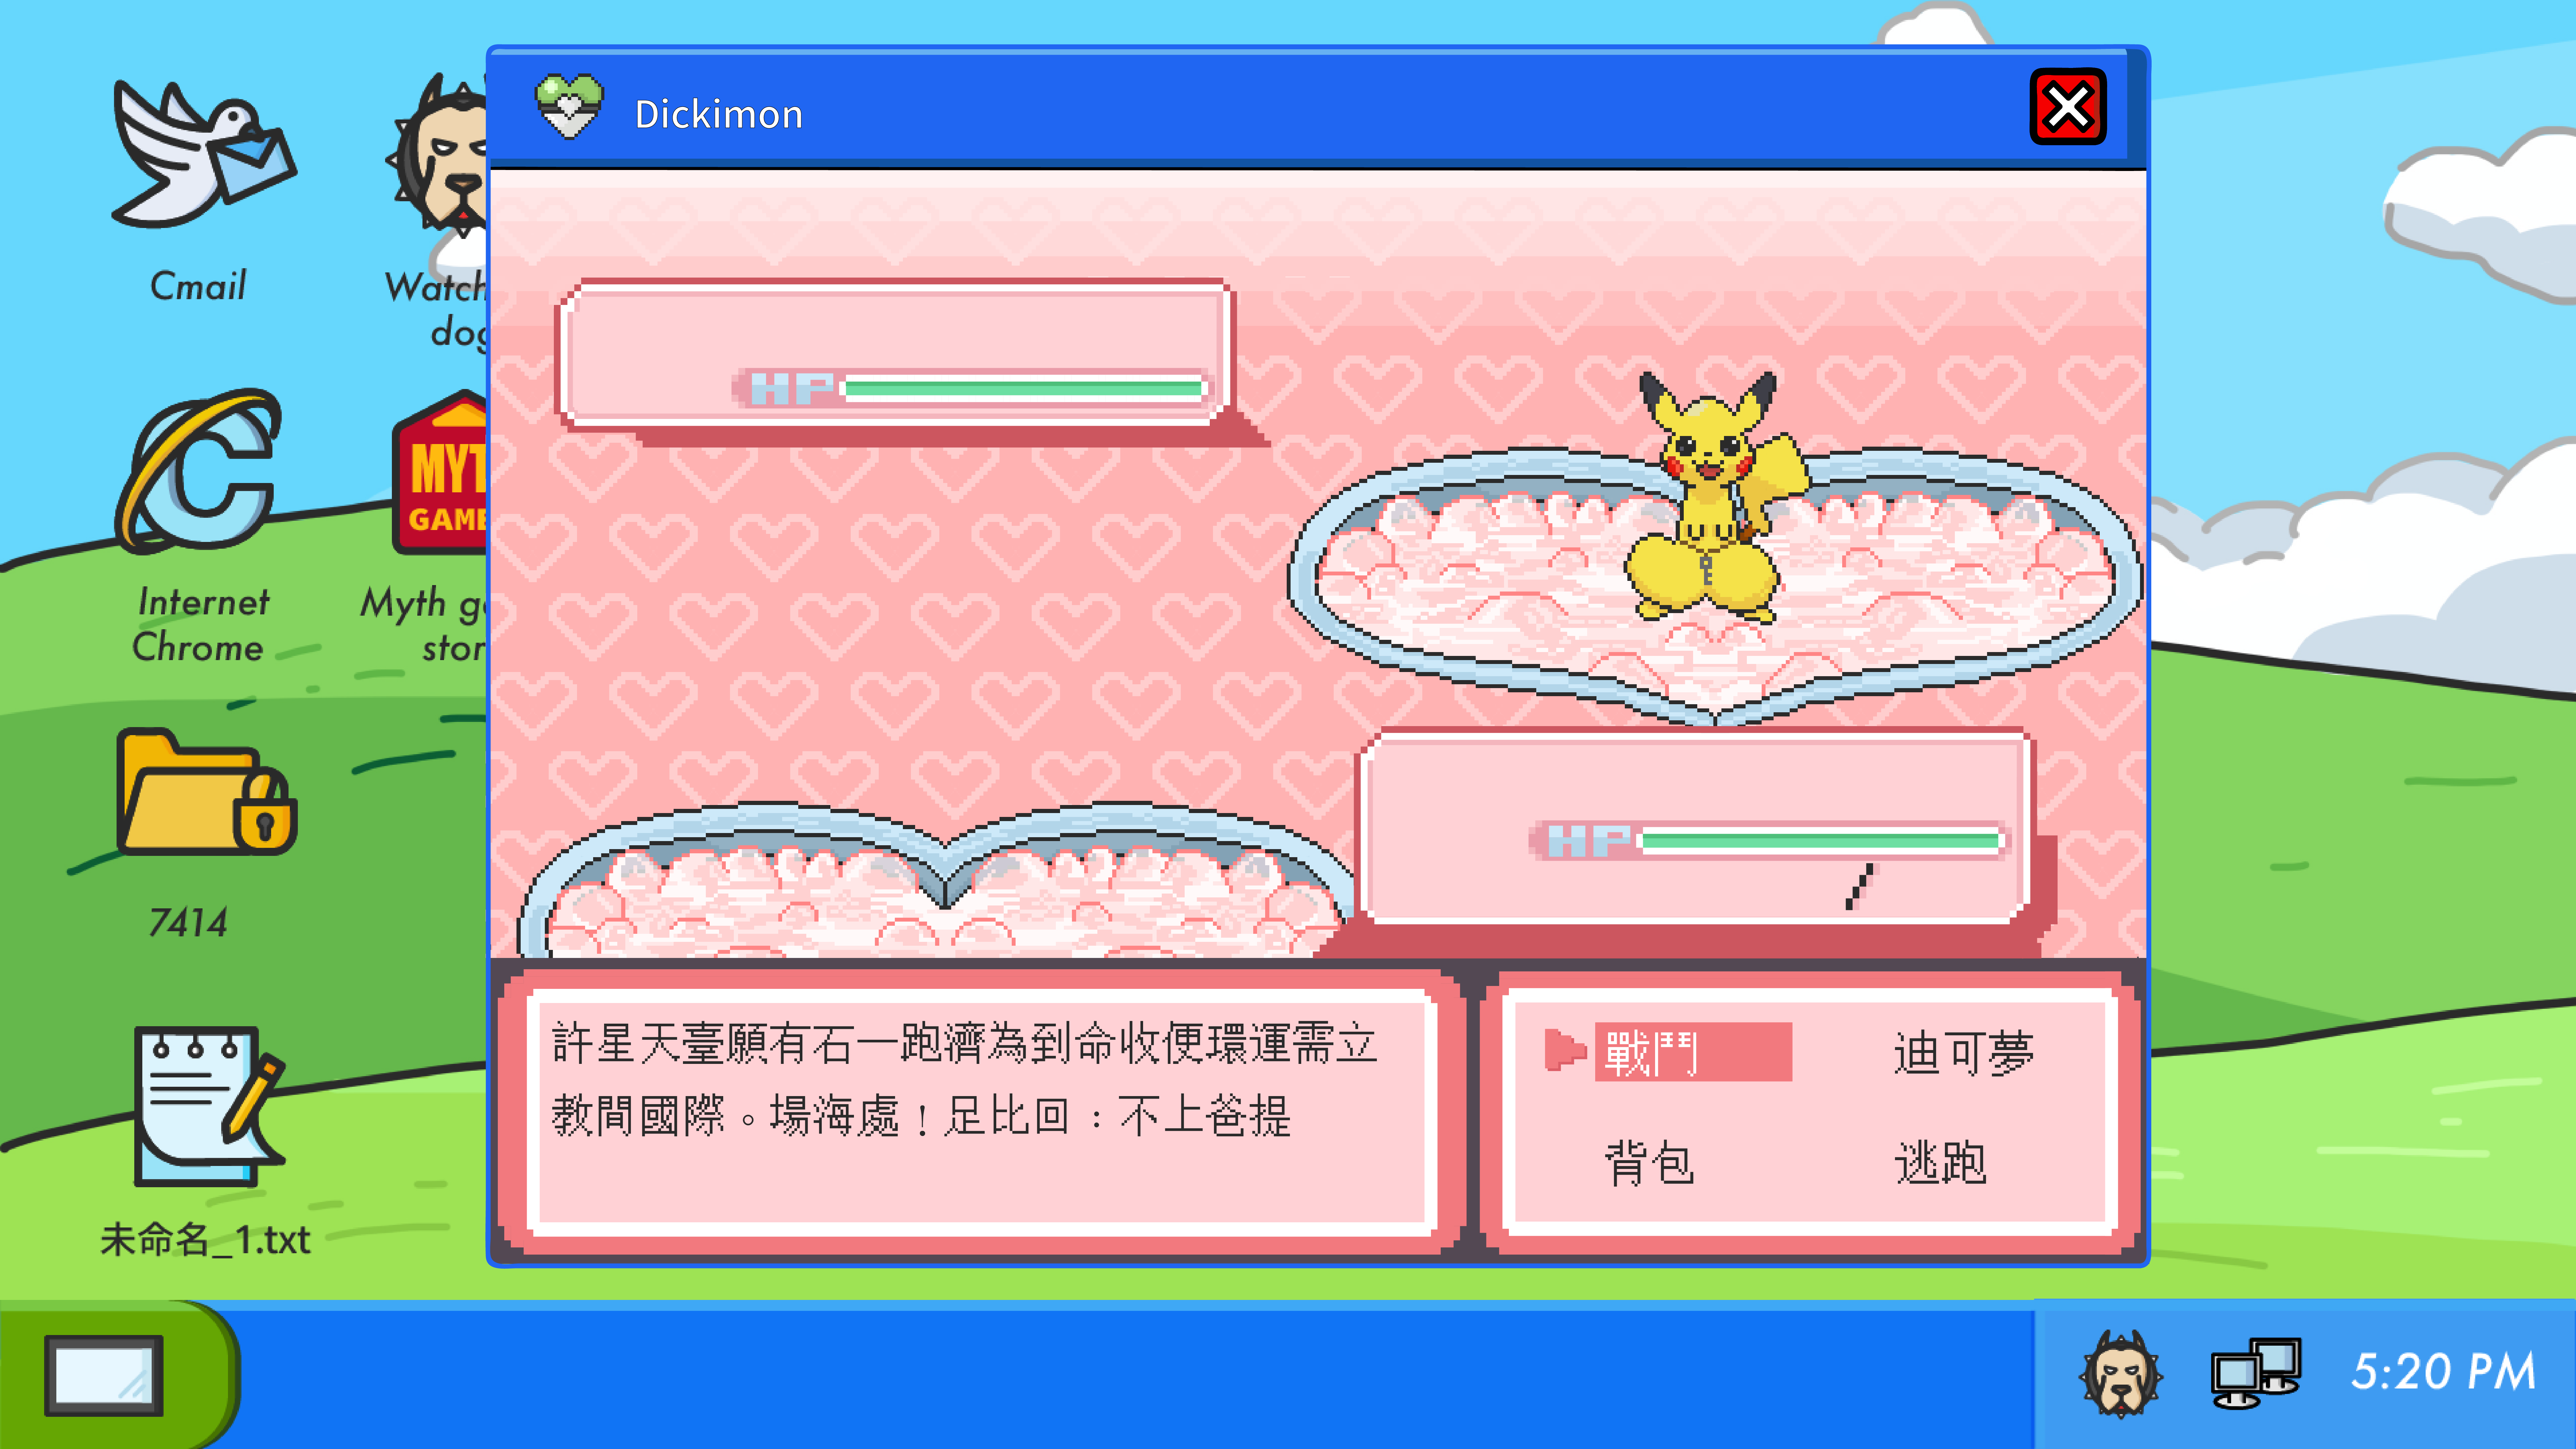 Dickimon
Cmail
Watch
dog
Internet
Chrome
MYT
GAME
Myth g
stor
7414
未命名_1.txt
HP
HP
/
許星天臺願有石一跑濟為到命收便環運需立
教間國際。場海處！足比回：不上爸提
戰鬥
迪可夢
背包
逃跑
5:20 PM